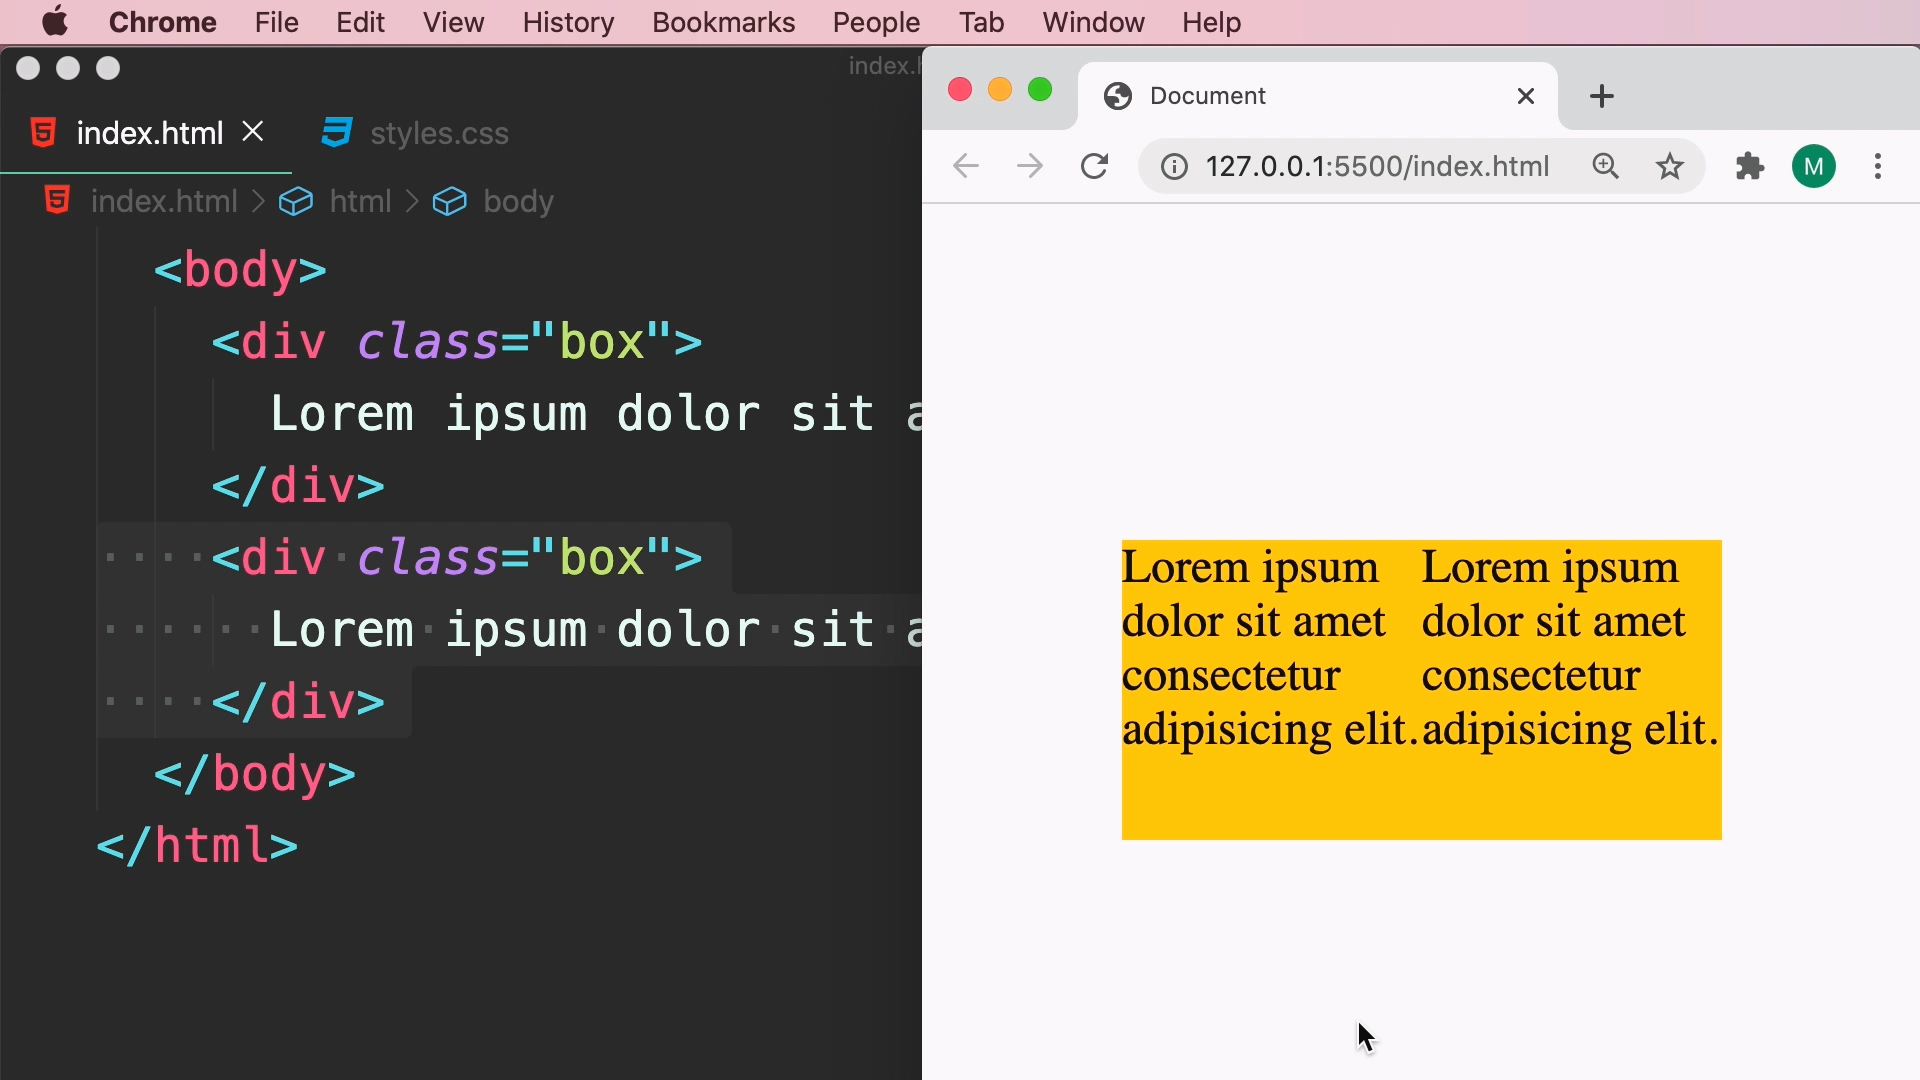 Chrome File Edit View History Bookmarks People Tab Window Help
index.h
index.html styles.css
index.html > html > body
<body>
<div class="box">
Lorem ipsum dolor sit a
</div>
<div class="box">
Lorem ipsum dolor sit a
</div>
</body>
</html>
Document
127.0.0.1:5500/index.html
M
Lorem ipsum
dolor sit amet
consectetur
adipisicing elit.
Lorem ipsum
dolor sit amet
consectetur
adipisicing elit.